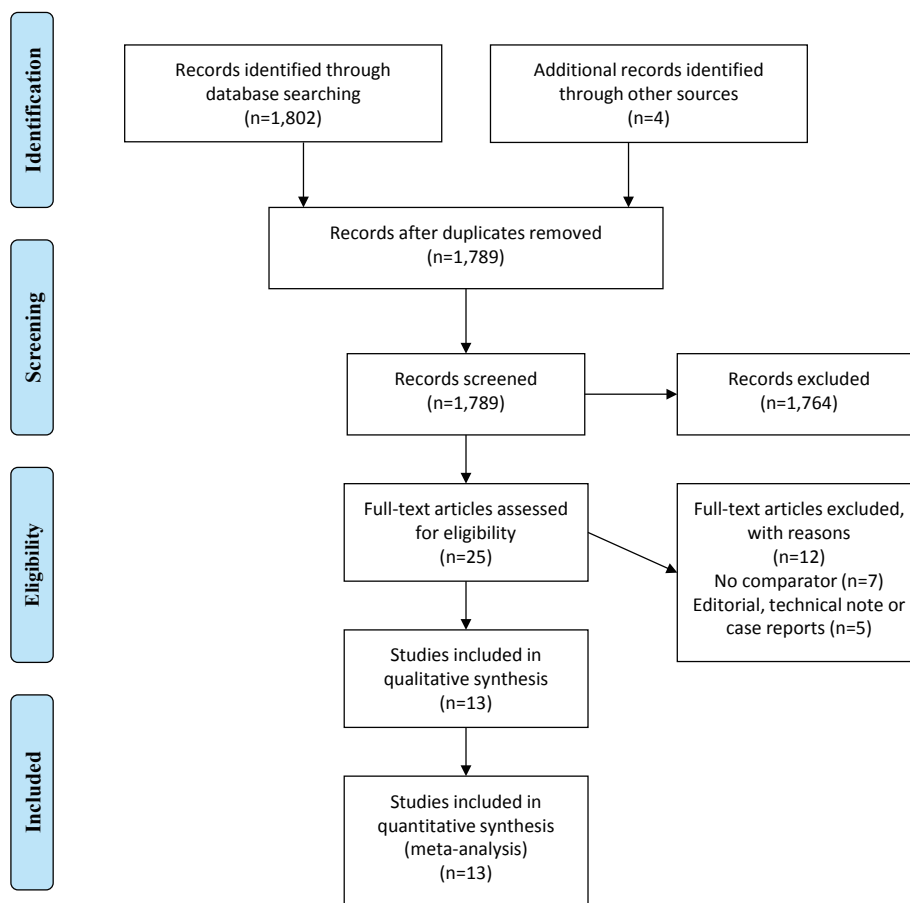 Identification
Records identified through
database searching
(n=1,802)
Additional records identified
through other sources
(n=4)
Records after duplicates removed
(n=1,789)
Screening
Records screened
(n=1,789)
Records excluded
(n=1,764)
Eligibility
Full-text articles assessed
for eligibility
(n=25)
Full-text articles excluded,
with reasons
(n=12)
No comparator (n=7)
Editorial, technical note or
case reports (n=5)
Studies included in
qualitative synthesis
(n=13)
Included
Studies included in
quantitative synthesis
(meta-analysis)
(n=13)